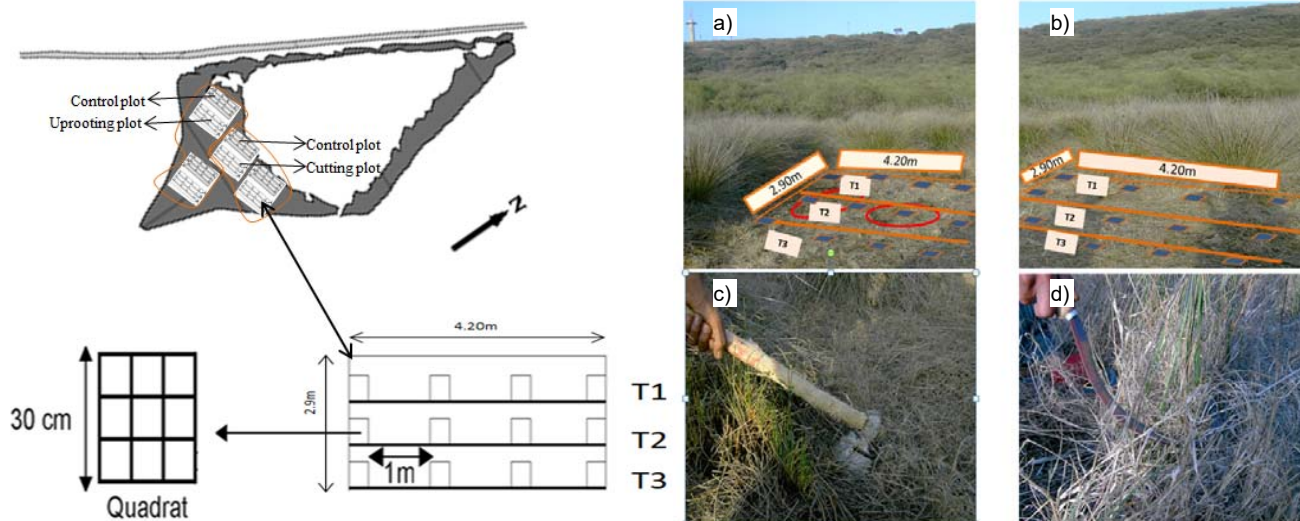 Control plot
Uprooting plot
Control plot
Cutting plot
N
4.20m
2.9m
T1
T2
T3
1m
30 cm
Quadrat
a)
4.20m
2.90m
T1
T2
T3
b)
2.90m
4.20m
T1
T2
T3
c)
d)